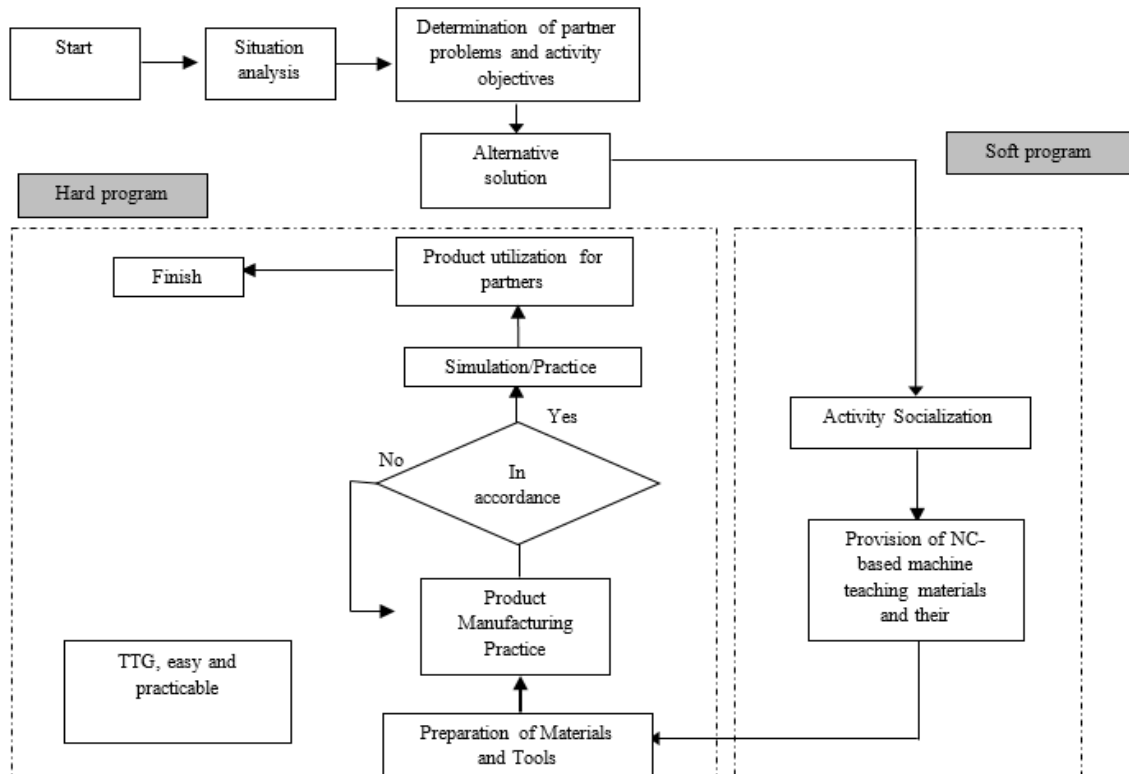 Start
Situation
analysis
Determination of partner
problems and activity
objectives
Alternative
solution
Soft program
Hard program
Product utilization for
partners
Finish
Simulation/Practice
Yes
No
In
accordance
Activity Socialization
Provision of NC-
based machine
teaching materials
and their
Product
Manufacturing
Practice
TTG, easy and
practicable
Preparation of Materials
and Tools